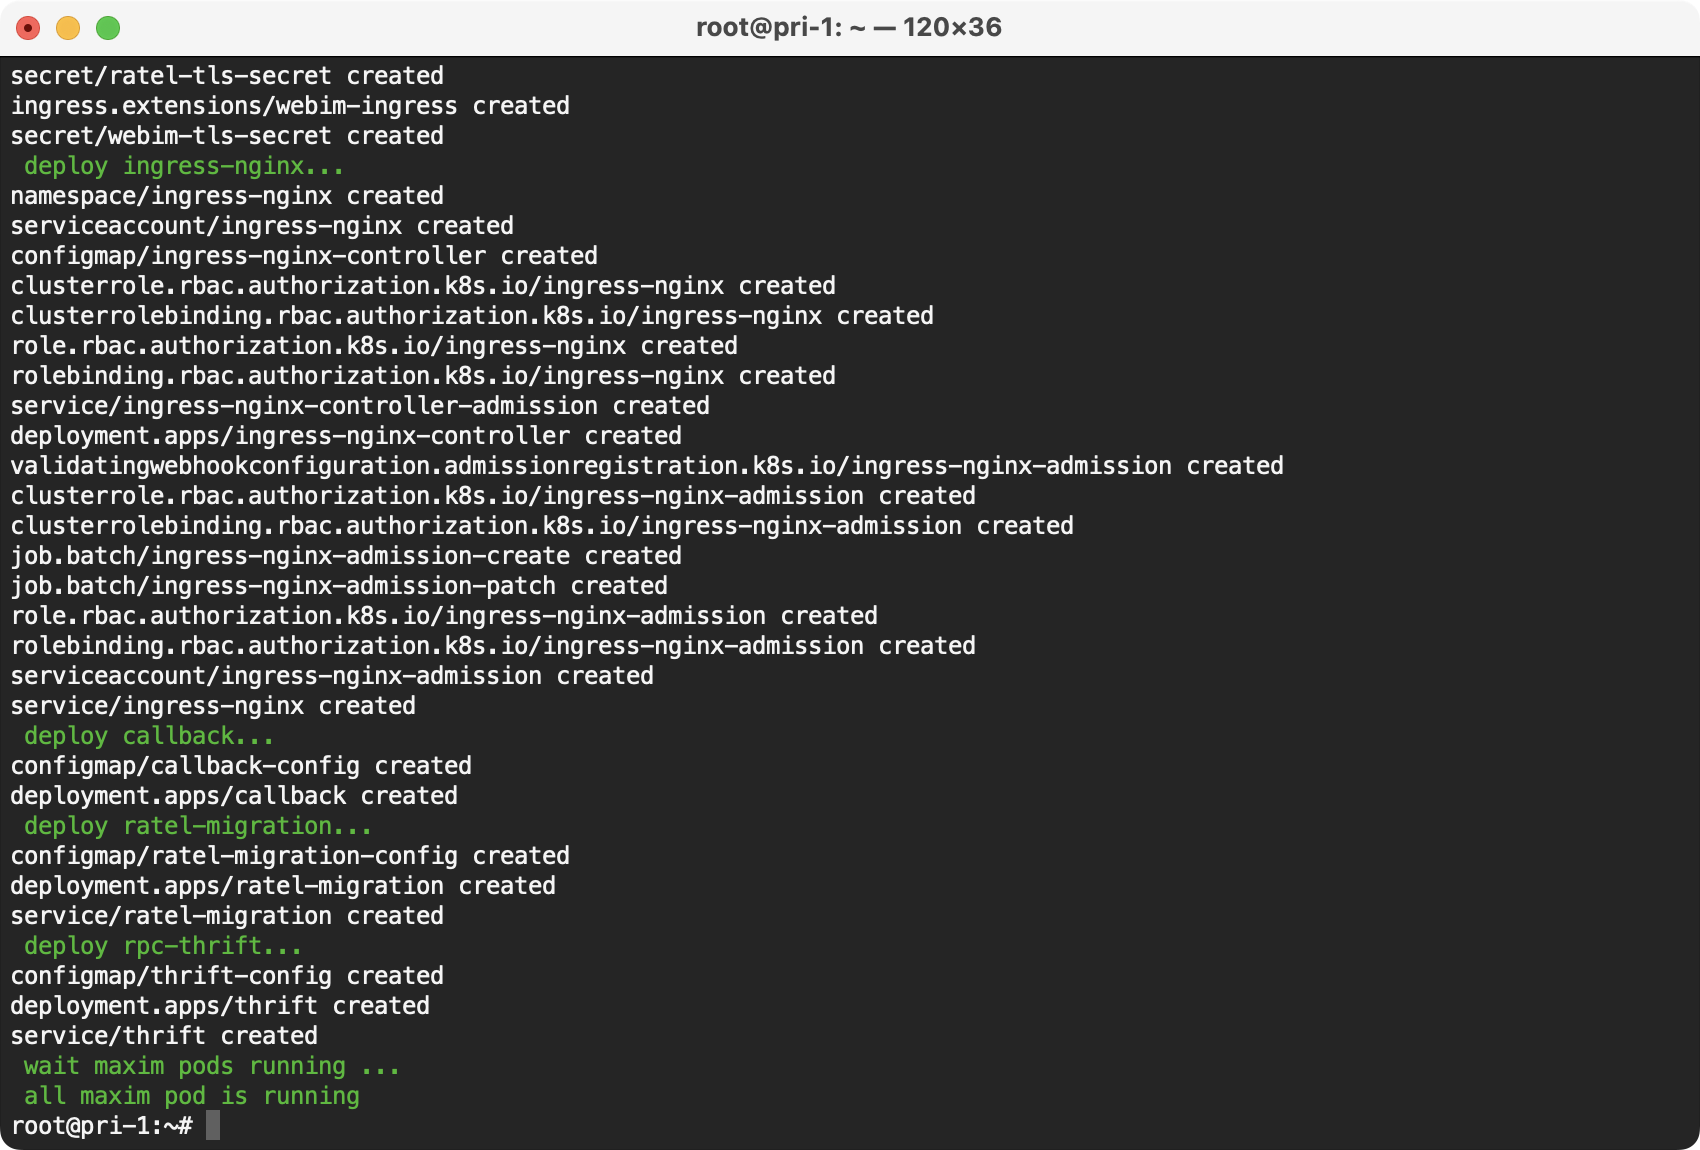 root@pri-1: ~ — 120×36
secret/ratel-tls-secret created
ingress.extensions/webim-ingress created
secret/webim-tls-secret created
 deploy ingress-nginx...
namespace/ingress-nginx created
serviceaccount/ingress-nginx created
configmap/ingress-nginx-controller created
clusterrole.rbac.authorization.k8s.io/ingress-nginx created
clusterrolebinding.rbac.authorization.k8s.io/ingress-nginx created
role.rbac.authorization.k8s.io/ingress-nginx created
rolebinding.rbac.authorization.k8s.io/ingress-nginx created
service/ingress-nginx-controller-admission created
deployment.apps/ingress-nginx-controller created
validatingwebhookconfiguration.admissionregistration.k8s.io/ingress-nginx-admission created
clusterrole.rbac.authorization.k8s.io/ingress-nginx-admission created
clusterrolebinding.rbac.authorization.k8s.io/ingress-nginx-admission created
job.batch/ingress-nginx-admission-create created
job.batch/ingress-nginx-admission-patch created
role.rbac.authorization.k8s.io/ingress-nginx-admission created
rolebinding.rbac.authorization.k8s.io/ingress-nginx-admission created
serviceaccount/ingress-nginx-admission created
service/ingress-nginx created
 deploy callback...
configmap/callback-config created
deployment.apps/callback created
 deploy ratel-migration...
configmap/ratel-migration-config created
deployment.apps/ratel-migration created
service/ratel-migration created
 deploy rpc-thrift...
configmap/thrift-config created
deployment.apps/thrift created
service/thrift created
 wait maxim pods running ...
 all maxim pod is running
root@pri-1:~#